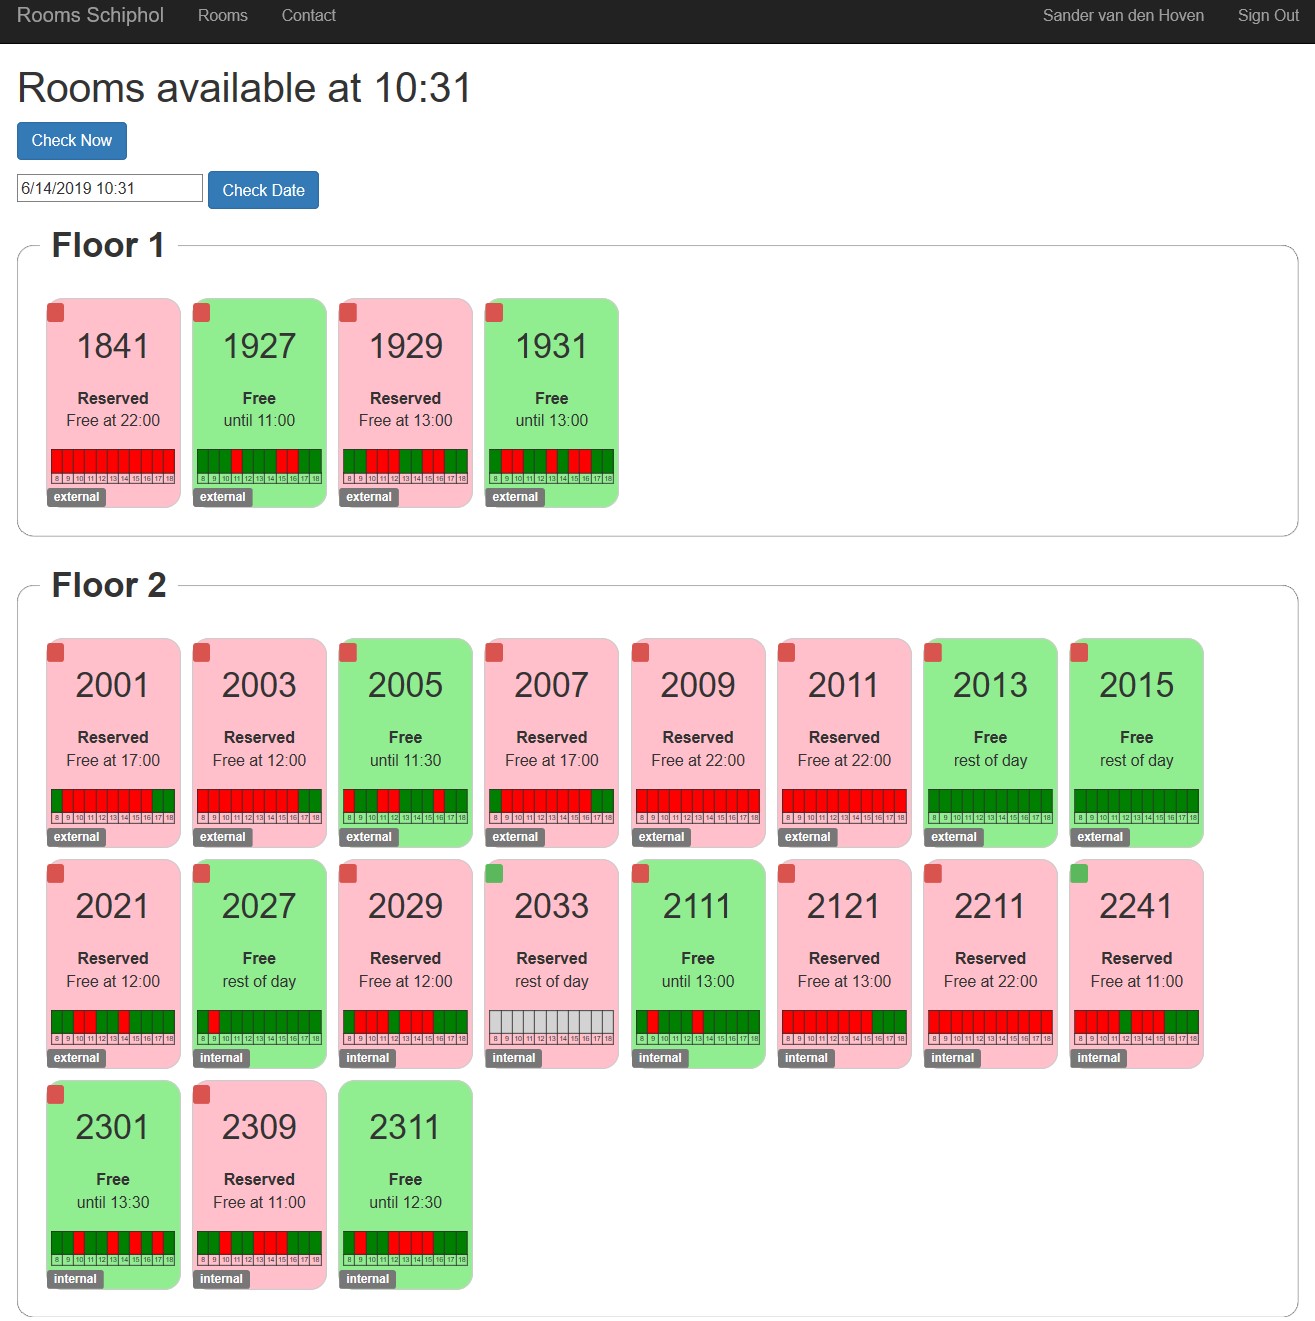 Rooms Schiphol Rooms Contact Sander van den Hoven Sign Out
Rooms available at 10:31
Check Now
6/14/2019 10:31 Check Date
Floor 1
1841 1927 1929 1931
Reserved Free Reserved Free
Free at 22:00 until 11:00 Free at 13:00 until 13:00
8 9 10 11 12 13 14 15 16 17 18 8 9 10 11 12 13 14 15 16 17 18 8 9 10 11 12 13 14 15 16 17 18 8 9 10 11 12 13 14 15 16 17 18
external external external external
Floor 2
2001 2003 2005 2007 2009 2011 2013 2015
Reserved Reserved Free Reserved Reserved Reserved Free Free
Free at 17:00 Free at 12:00 until 11:30 Free at 17:00 Free at 22:00 Free at 22:00 rest of day rest of day
8 9 10 11 12 13 14 15 16 17 18 8 9 10 11 12 13 14 15 16 17 18 8 9 10 11 12 13 14 15 16 17 18 8 9 10 11 12 13 14 15 16 17 18 8 9 10 11 12 13 14 15 16 17 18 8 9 10 11 12 13 14 15 16 17 18 8 9 10 11 12 13 14 15 16 17 18 8 9 10 11 12 13 14 15 16 17 18
external external external external external external external external
2021 2027 2029 2033 2111 2121 2211 2241
Reserved Free Reserved Reserved Free Reserved Reserved Reserved
Free at 12:00 rest of day Free at 12:00 rest of day until 13:00 Free at 13:00 Free at 22:00 Free at 11:00
8 9 10 11 12 13 14 15 16 17 18 8 9 10 11 12 13 14 15 16 17 18 8 9 10 11 12 13 14 15 16 17 18 8 9 10 11 12 13 14 15 16 17 18 8 9 10 11 12 13 14 15 16 17 18 8 9 10 11 12 13 14 15 16 17 18 8 9 10 11 12 13 14 15 16 17 18 8 9 10 11 12 13 14 15 16 17 18
external internal internal internal internal internal internal internal
2301 2309 2311
Free Reserved Free
until 13:30 Free at 11:00 until 12:30
8 9 10 11 12 13 14 15 16 17 18 8 9 10 11 12 13 14 15 16 17 18 8 9 10 11 12 13 14 15 16 17 18
internal internal internal